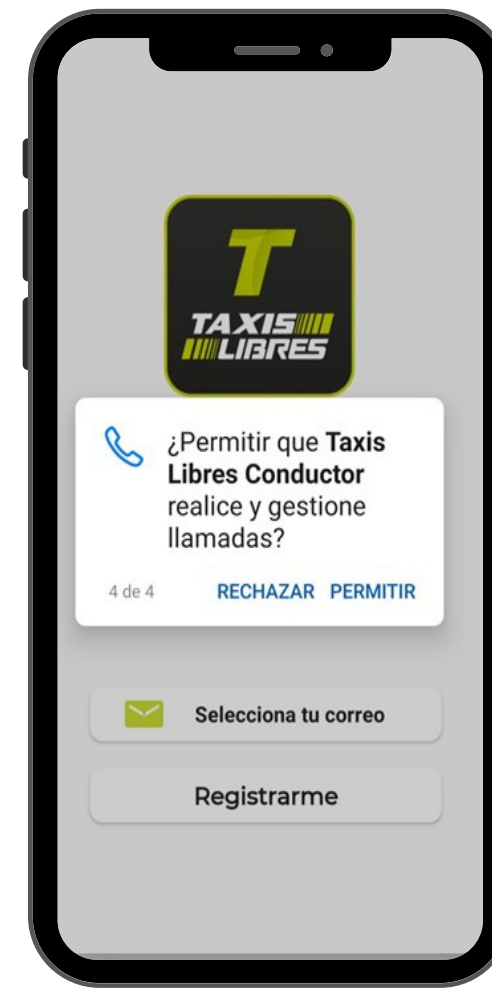 T
TAXIS
LIBRES
¿Permitir que Taxis
Libres Conductor
realice y gestione
llamadas?
4 de 4 RECHAZAR PERMITIR
Selecciona tu correo
Registrarme